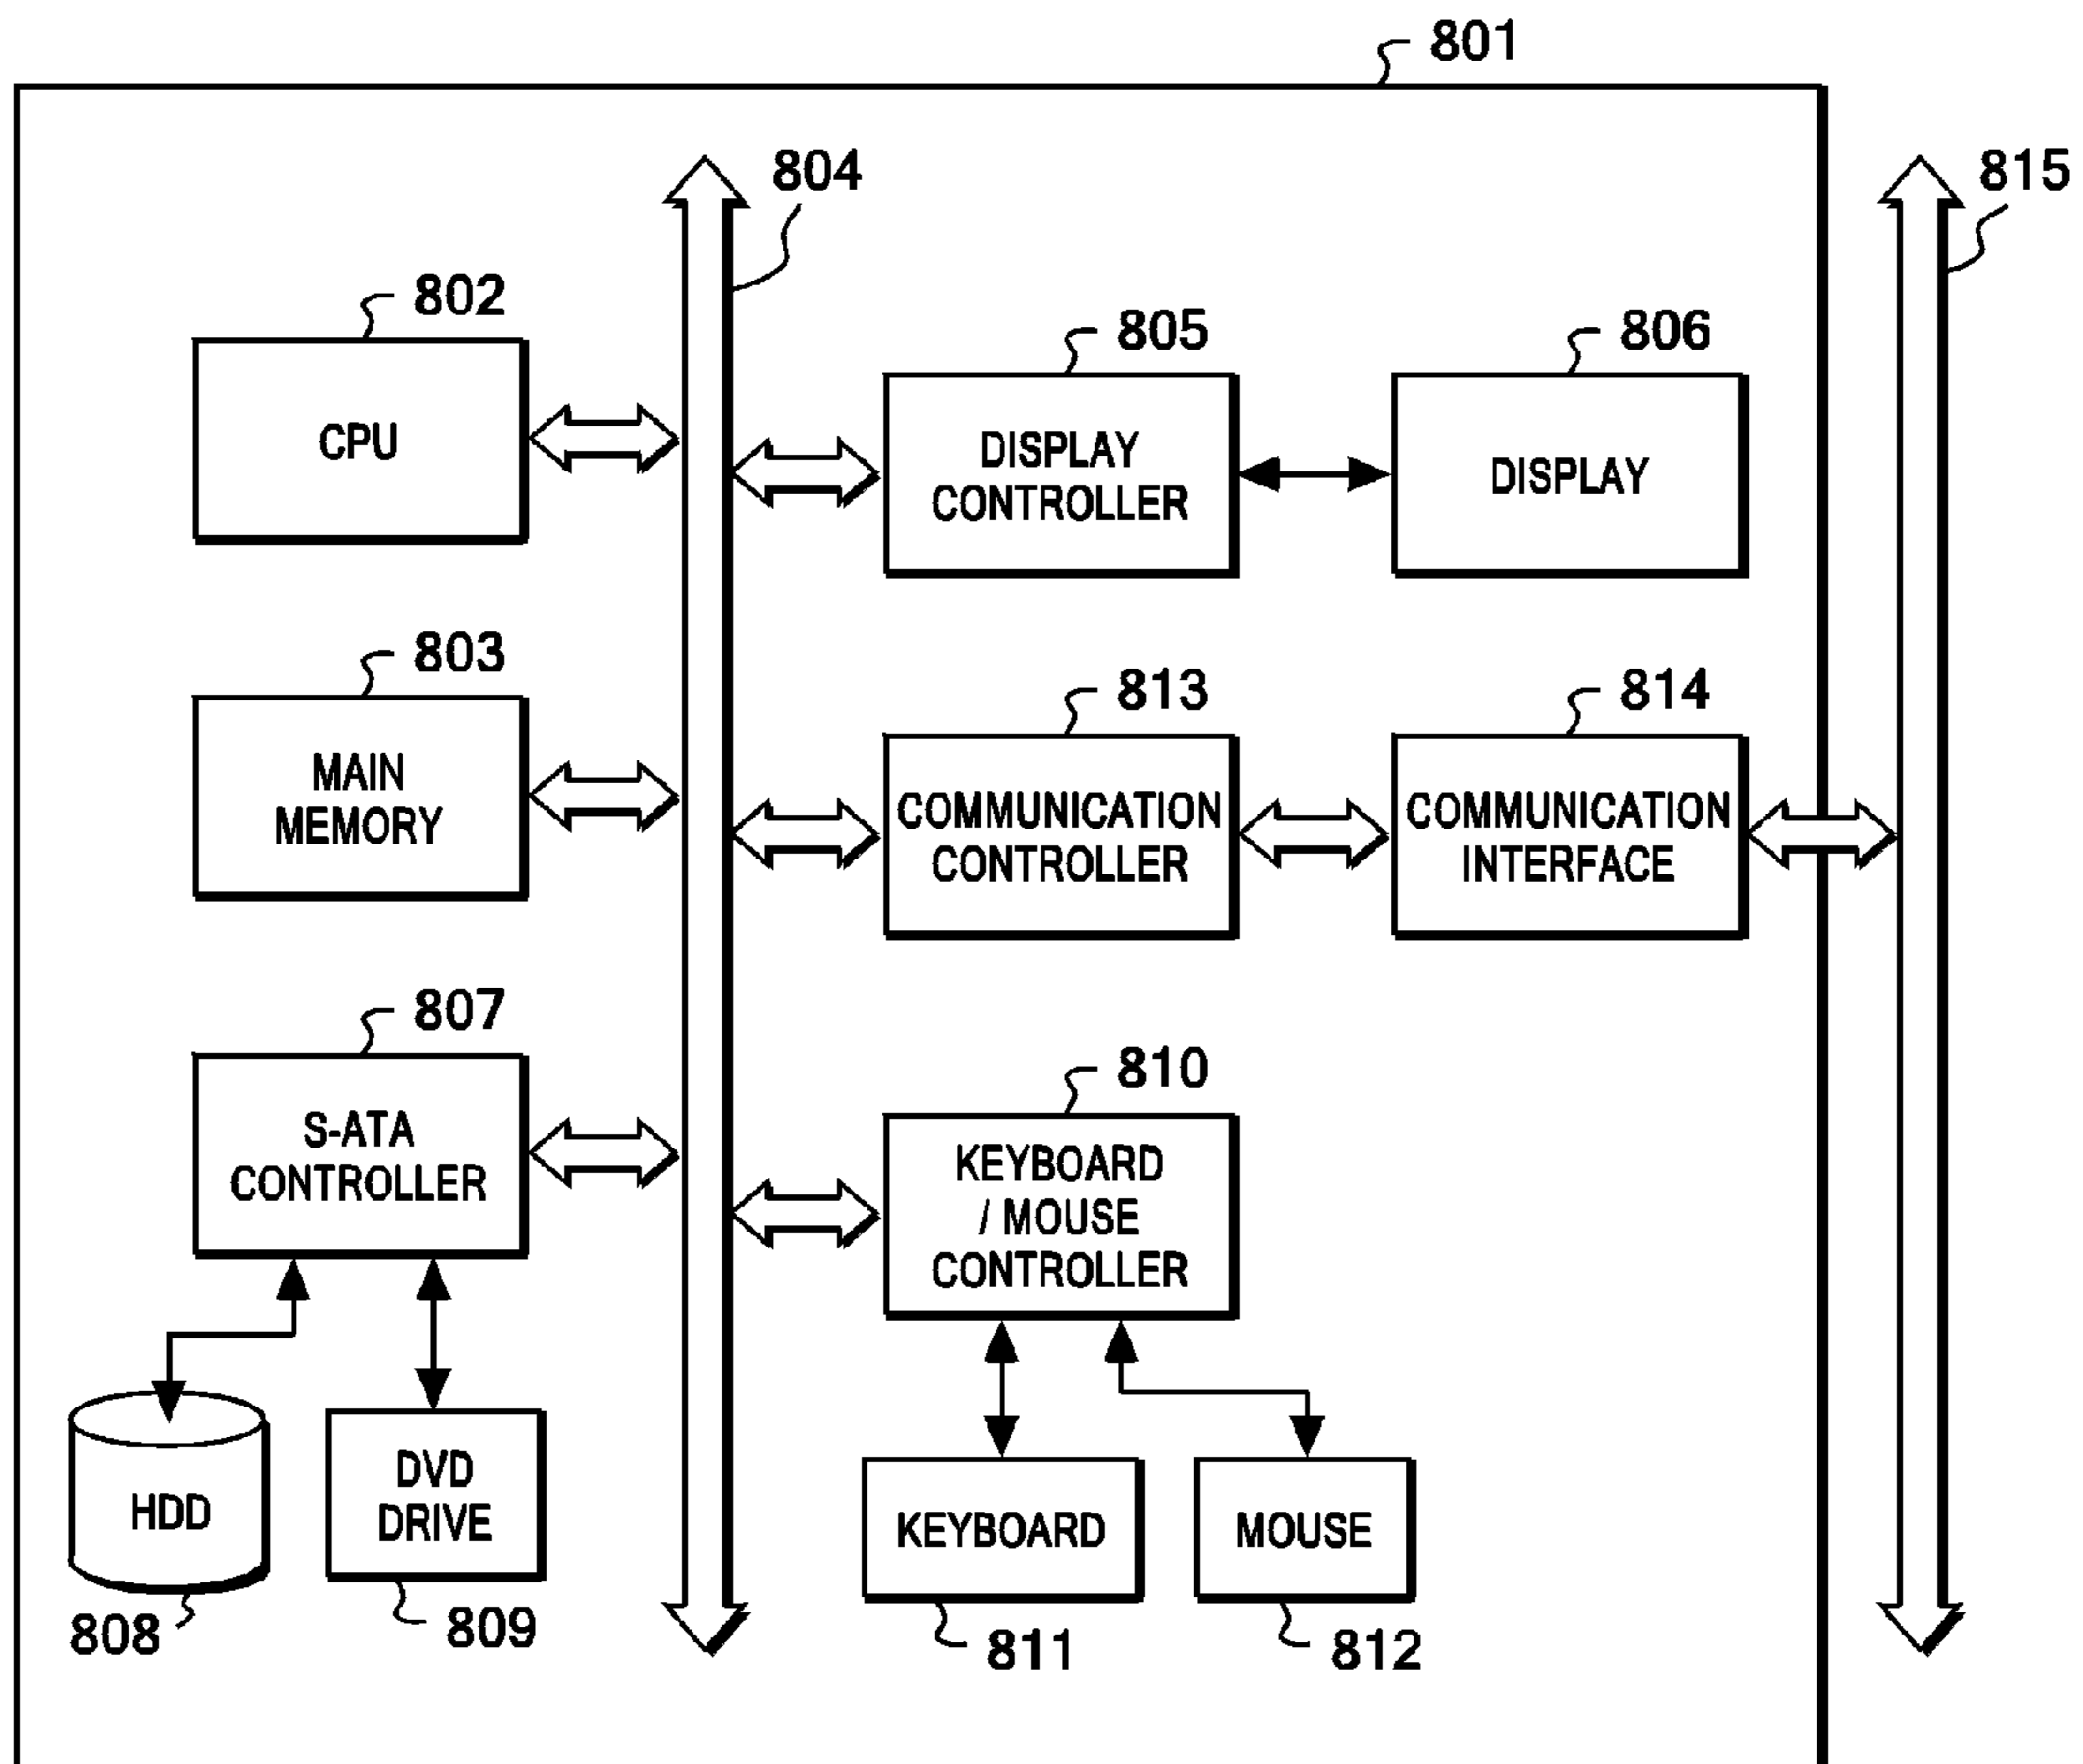 801
804
815
802
805
806
CPU
DISPLAY
CONTROLLER
DISPLAY
803
813
814
MAIN
MEMORY
COMMUNICATION
CONTROLLER
COMMUNICATION
INTERFACE
807
810
S-ATA
CONTROLLER
KEYBOARD
/ MOUSE
CONTROLLER
HDD
DVD
DRIVE
KEYBOARD
MOUSE
808
809
811
812